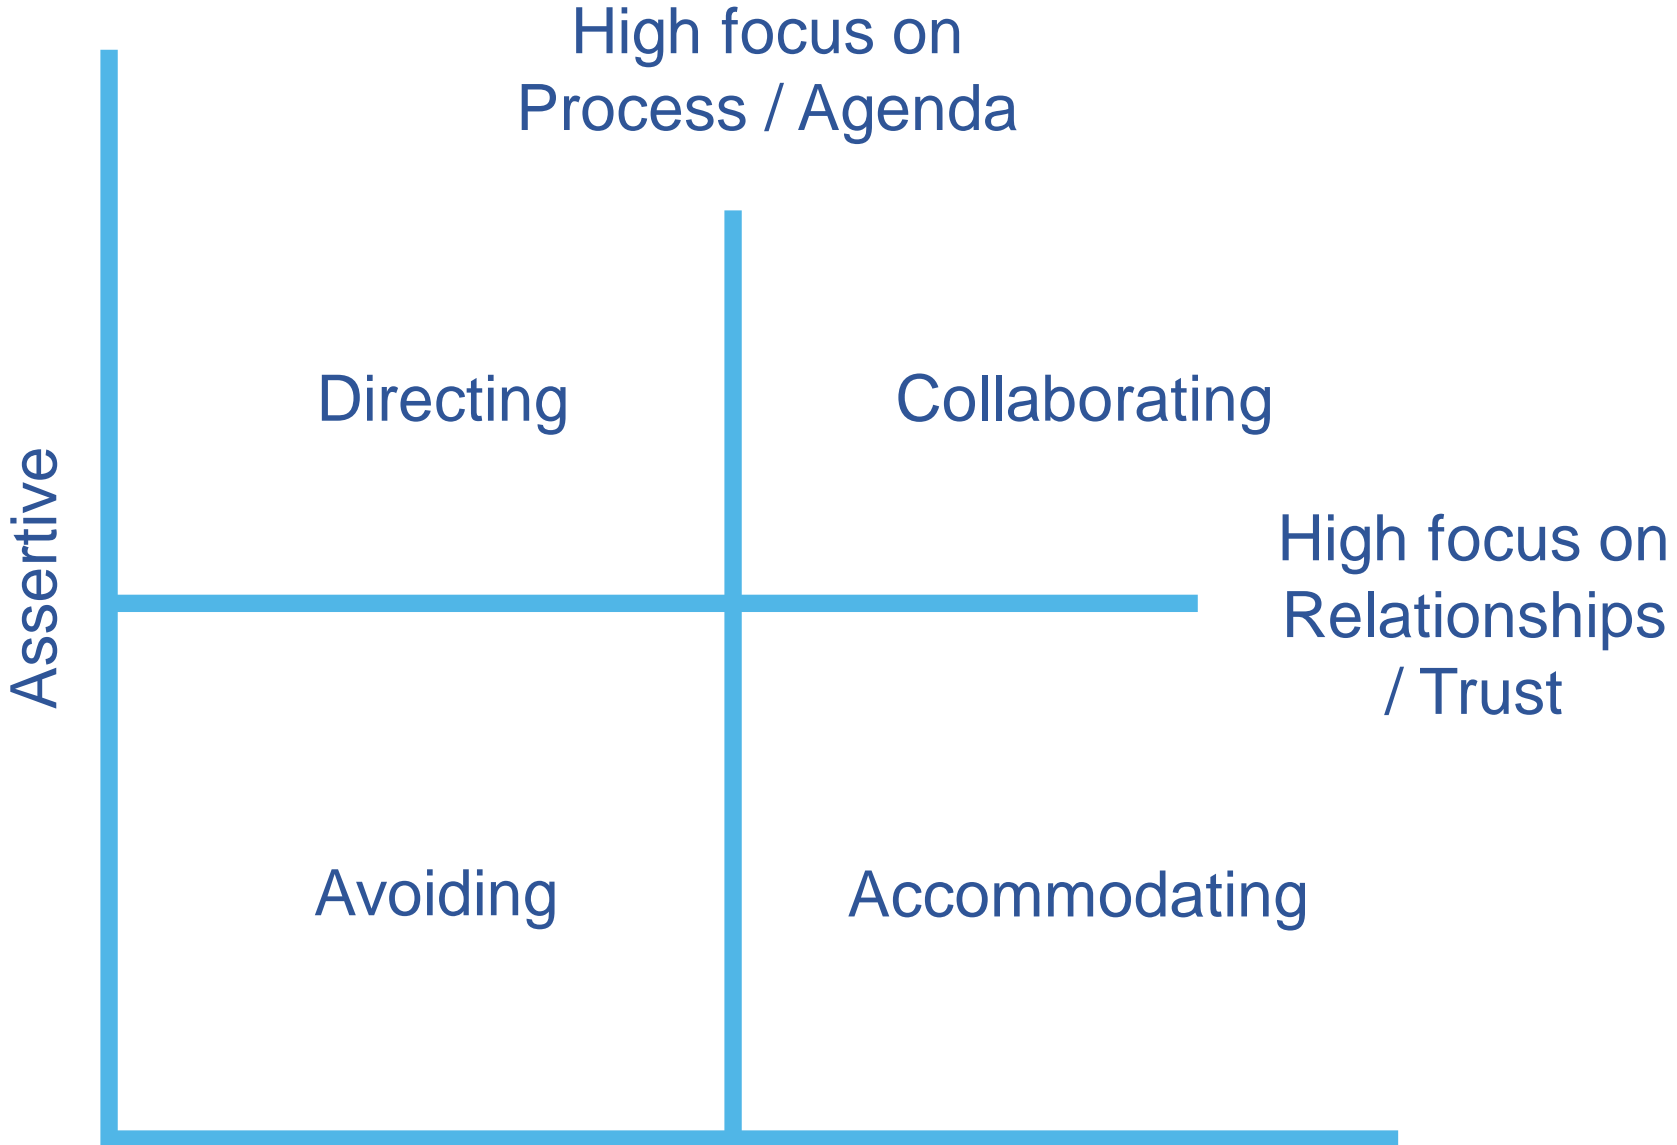 High focus on
Process / Agenda
Directing
Collaborating
Assertive
High focus on
Relationships
/ Trust
Avoiding
Accommodating